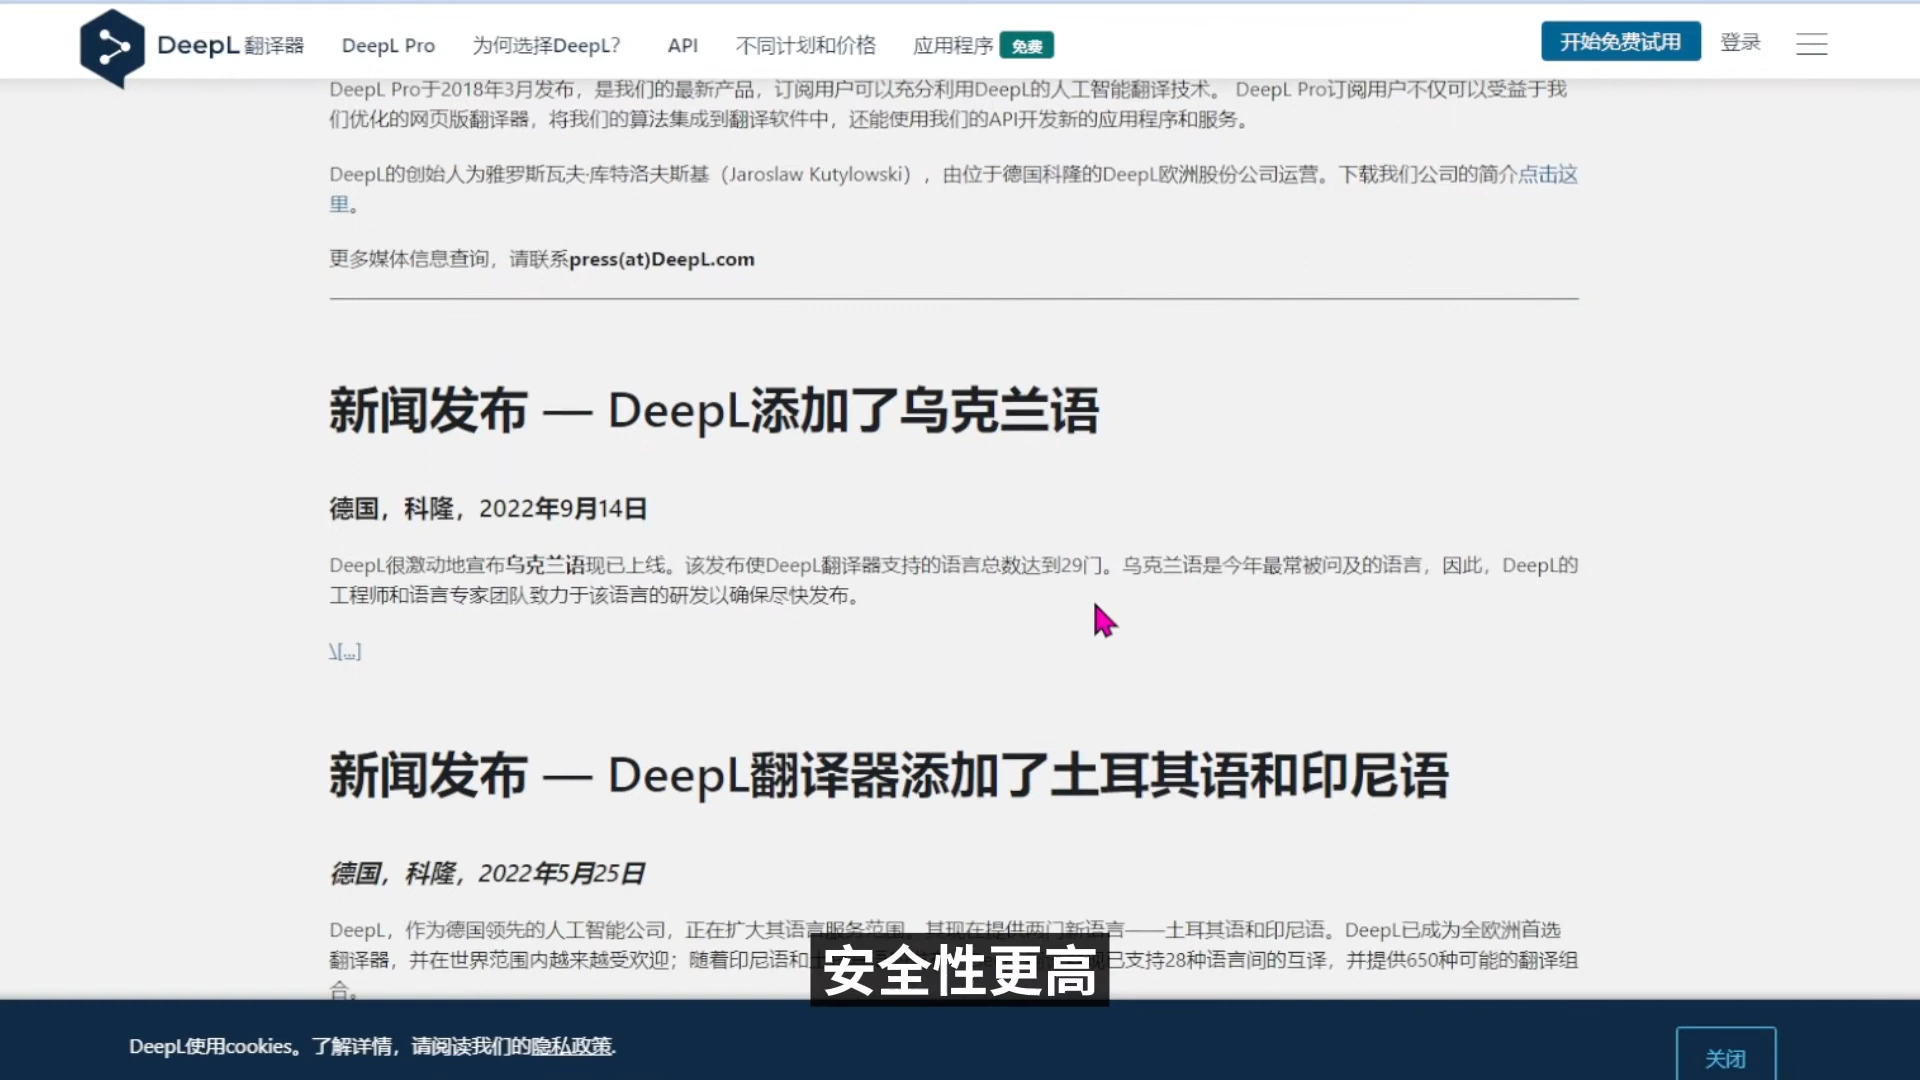 DeepL 翻译器 DeepL Pro 为何选择DeepL? API 不同计划和价格 应用程序 免费 开始免费试用 登录
DeepL Pro于2018年3月发布，是我们的最新产品，订阅用户可以充分利用DeepL的人工智能翻译技术。 DeepL Pro订阅用户不仅可以受益于我
们优化的网页版翻译器，将我们的算法集成到翻译软件中，还能使用我们的API开发新的应用程序和服务。
DeepL的创始人为雅罗斯瓦夫·库特洛夫斯基（Jaroslaw Kutylowski），由位于德国科隆的DeepL欧洲股份公司运营。下载我们公司的简介点击这
里。
更多媒体信息查询，请联系press(at)DeepL.com
新闻发布 — DeepL添加了乌克兰语
德国，科隆，2022年9月14日
DeepL很激动地宣布乌克兰语现已上线。该发布使DeepL翻译器支持的语言总数达到29门。乌克兰语是今年最常被问及的语言，因此，DeepL的
工程师和语言专家团队致力于该语言的研发以确保尽快发布。
\[...]
新闻发布 — DeepL翻译器添加了土耳其语和印尼语
德国，科隆，2022年5月25日
DeepL，作为德国领先的人工智能公司，正在扩大其语言服务范围。其现在提供两门新语言——土耳其语和印尼语。DeepL已成为全欧洲首选
翻译器，并在世界范围内越来越受欢迎；随着印尼语和土 现已支持28种语言间的互译，并提供650种可能的翻译组
合。
安全性更高
DeepL使用cookies。了解详情，请阅读我们的隐私政策.
关闭